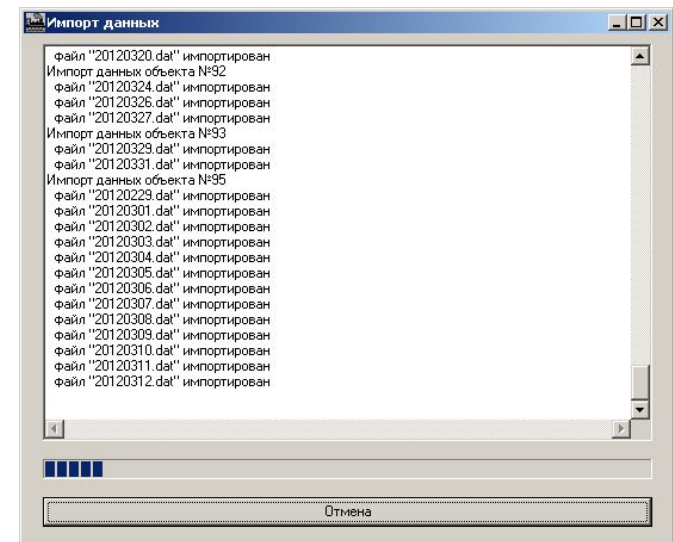 Импорт данных
файл "20120320.dat" импортирован
Импорт данных объекта №92
файл "20120324.dat" импортирован
файл "20120326.dat" импортирован
файл "20120327.dat" импортирован
Импорт данных объекта №93
файл "20120329.dat" импортирован
файл "20120331.dat" импортирован
Импорт данных объекта №95
файл "20120229.dat" импортирован
файл "20120301.dat" импортирован
файл "20120302.dat" импортирован
файл "20120303.dat" импортирован
файл "20120304.dat" импортирован
файл "20120305.dat" импортирован
файл "20120306.dat" импортирован
файл "20120307.dat" импортирован
файл "20120308.dat" импортирован
файл "20120309.dat" импортирован
файл "20120310.dat" импортирован
файл "20120311.dat" импортирован
файл "20120312.dat" импортирован
Отмена